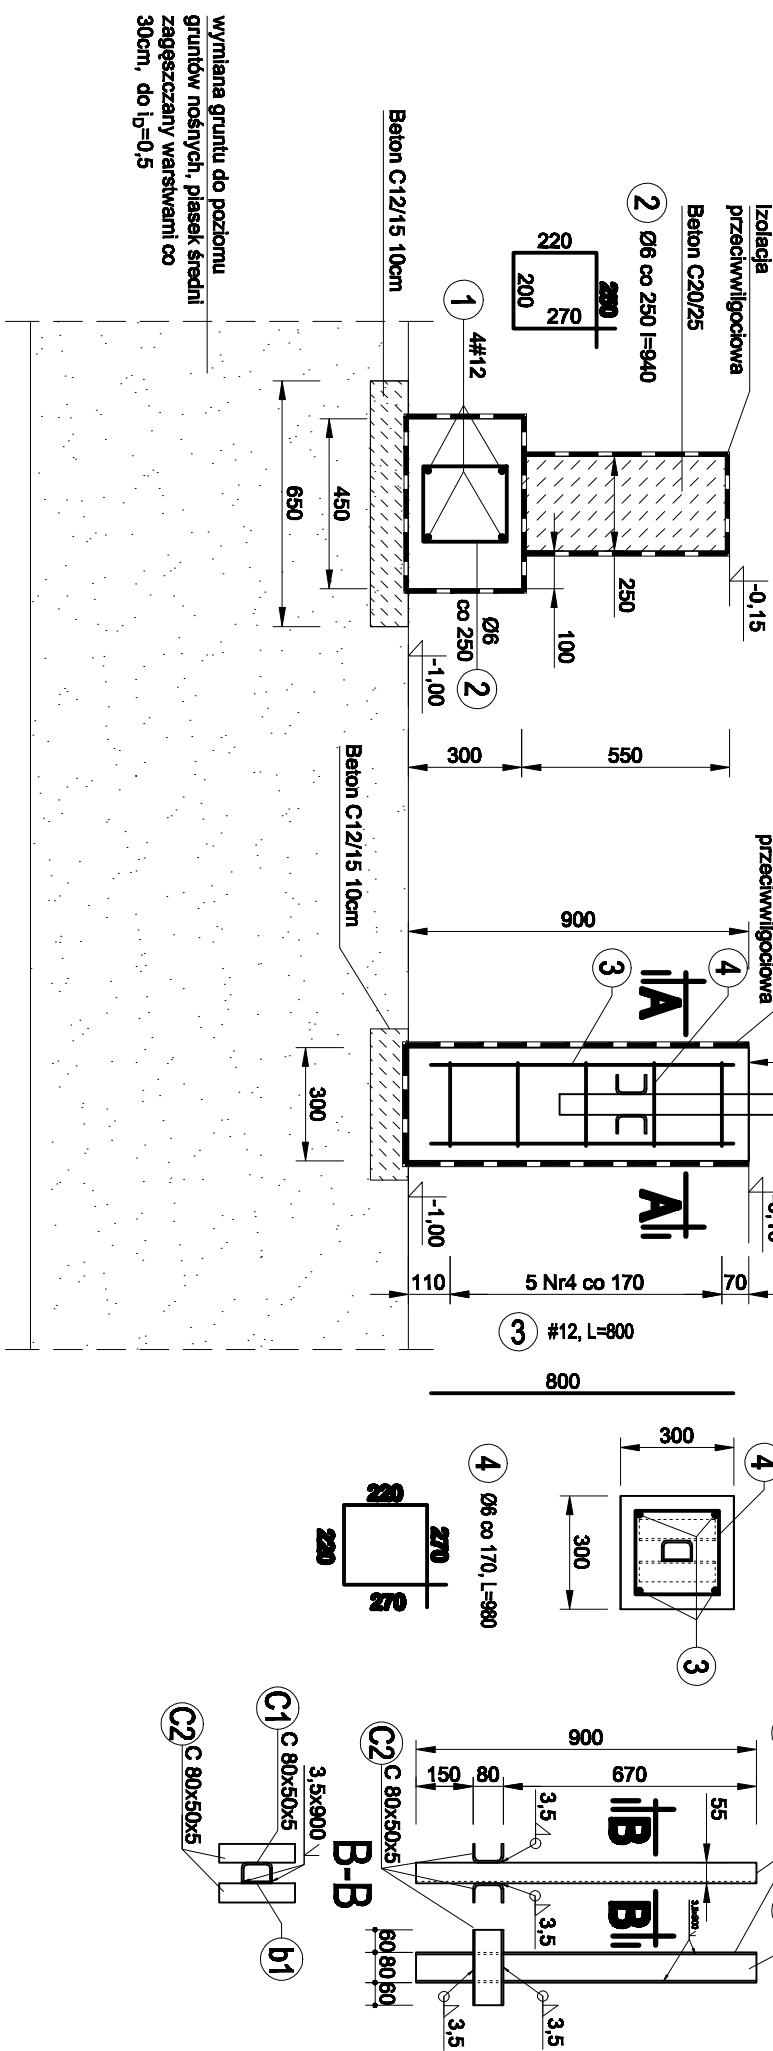 Izolacja
przeciwwilgociowa
Beton C20/25
2 Ø6 co 250 l=940
220
200
270
1
4#12
Beton C12/15 10cm
wymiana gruntu do poziomu
gruntów nośnych, piasek średni
zagęszczany warstwami co
30cm, do iD=0,5
450
650
250
100
-0,15
Ø6
co 250
2
-1,00
300
550
Beton C12/15 10cm
przeciwwilgociowa
900
3
4
A
A
300
-1,00
110
5 Nr4 co 170
70
3 #12, L=800
800
300
300
4
3
4 Ø6 co 170, L=980
220
270
220
270
900
150
80
670
55
B
B
3,5
3,5
C2 C 80x50x5
60
80
60
3,5
3,5
B-B
3,5x900
C1 C 80x50x5
C2 C 80x50x5
b1